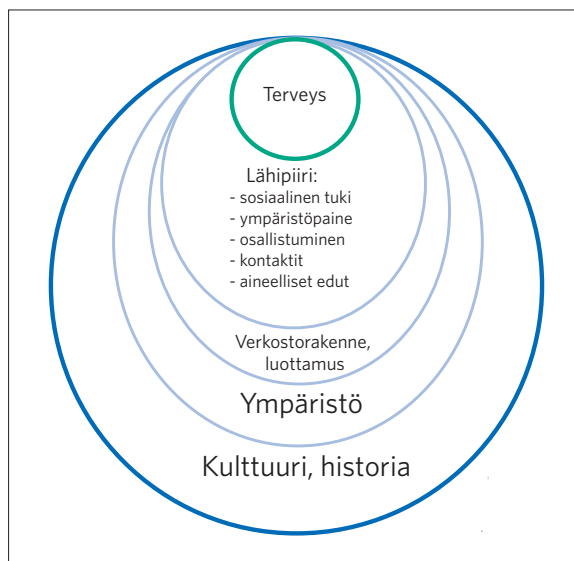 Terveys
Lähipiiri:
- sosiaalinen tuki
- ympäristöpaine
- osallistuminen
- kontaktit
- aineelliset edut
Verkostorakenne,
luottamus
Ympäristö
Kulttuuri, historia